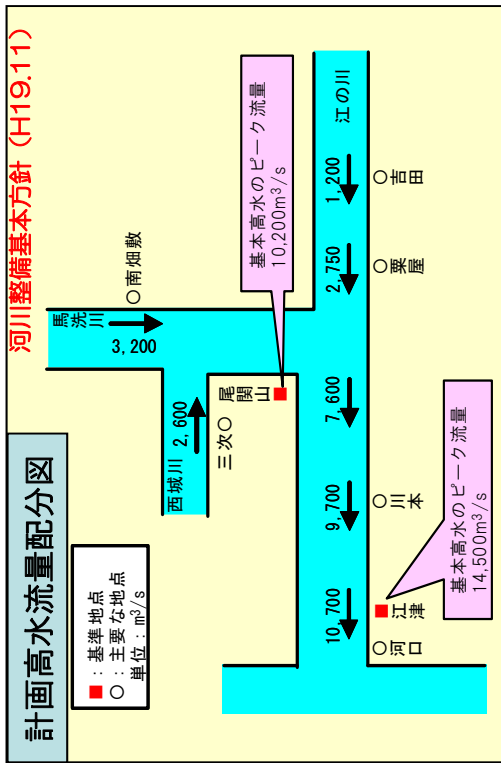 計画高水流量配分図
河川整備基本方針（H19.11）
■：基準地点
○：主要な地点
単位：m³/s
馬洗川
3,200
○南畑敷
西城川
2,600
三次○
尾関山
基本高水のピーク流量
10,200m³/s
江の川
1,200
2,750
7,600
9,700
10,700
○吉田
○粟屋
○川本
江津
○河口
基本高水のピーク流量
14,500m³/s